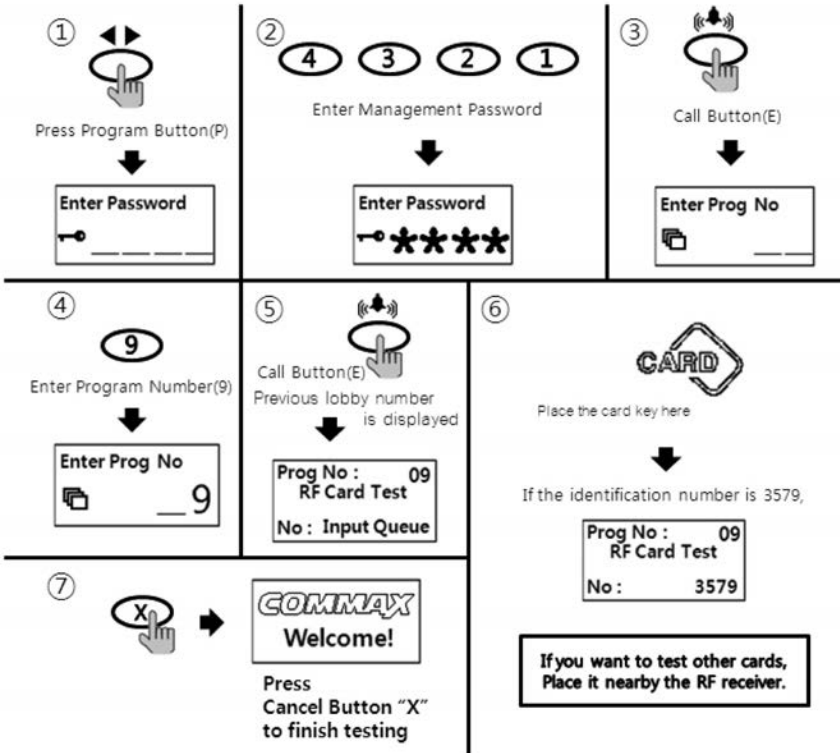 ①
Press Program Button(P)
Enter Password
②
4 3 2 1
Enter Management Password
Enter Password
③
Call Button(E)
Enter Prog No
④
9
Enter Program Number(9)
Enter Prog No
_9
⑤
Call Button(E)
Previous lobby number
is displayed
Prog No : 09
RF Card Test
No : Input Queue
⑥
CARD
Place the card key here
If the identification number is 3579,
Prog No : 09
RF Card Test
No : 3579
If you want to test other cards,
Place it nearby the RF receiver.
⑦
X
COMMAX
Welcome!
Press
Cancel Button “X”
to finish testing